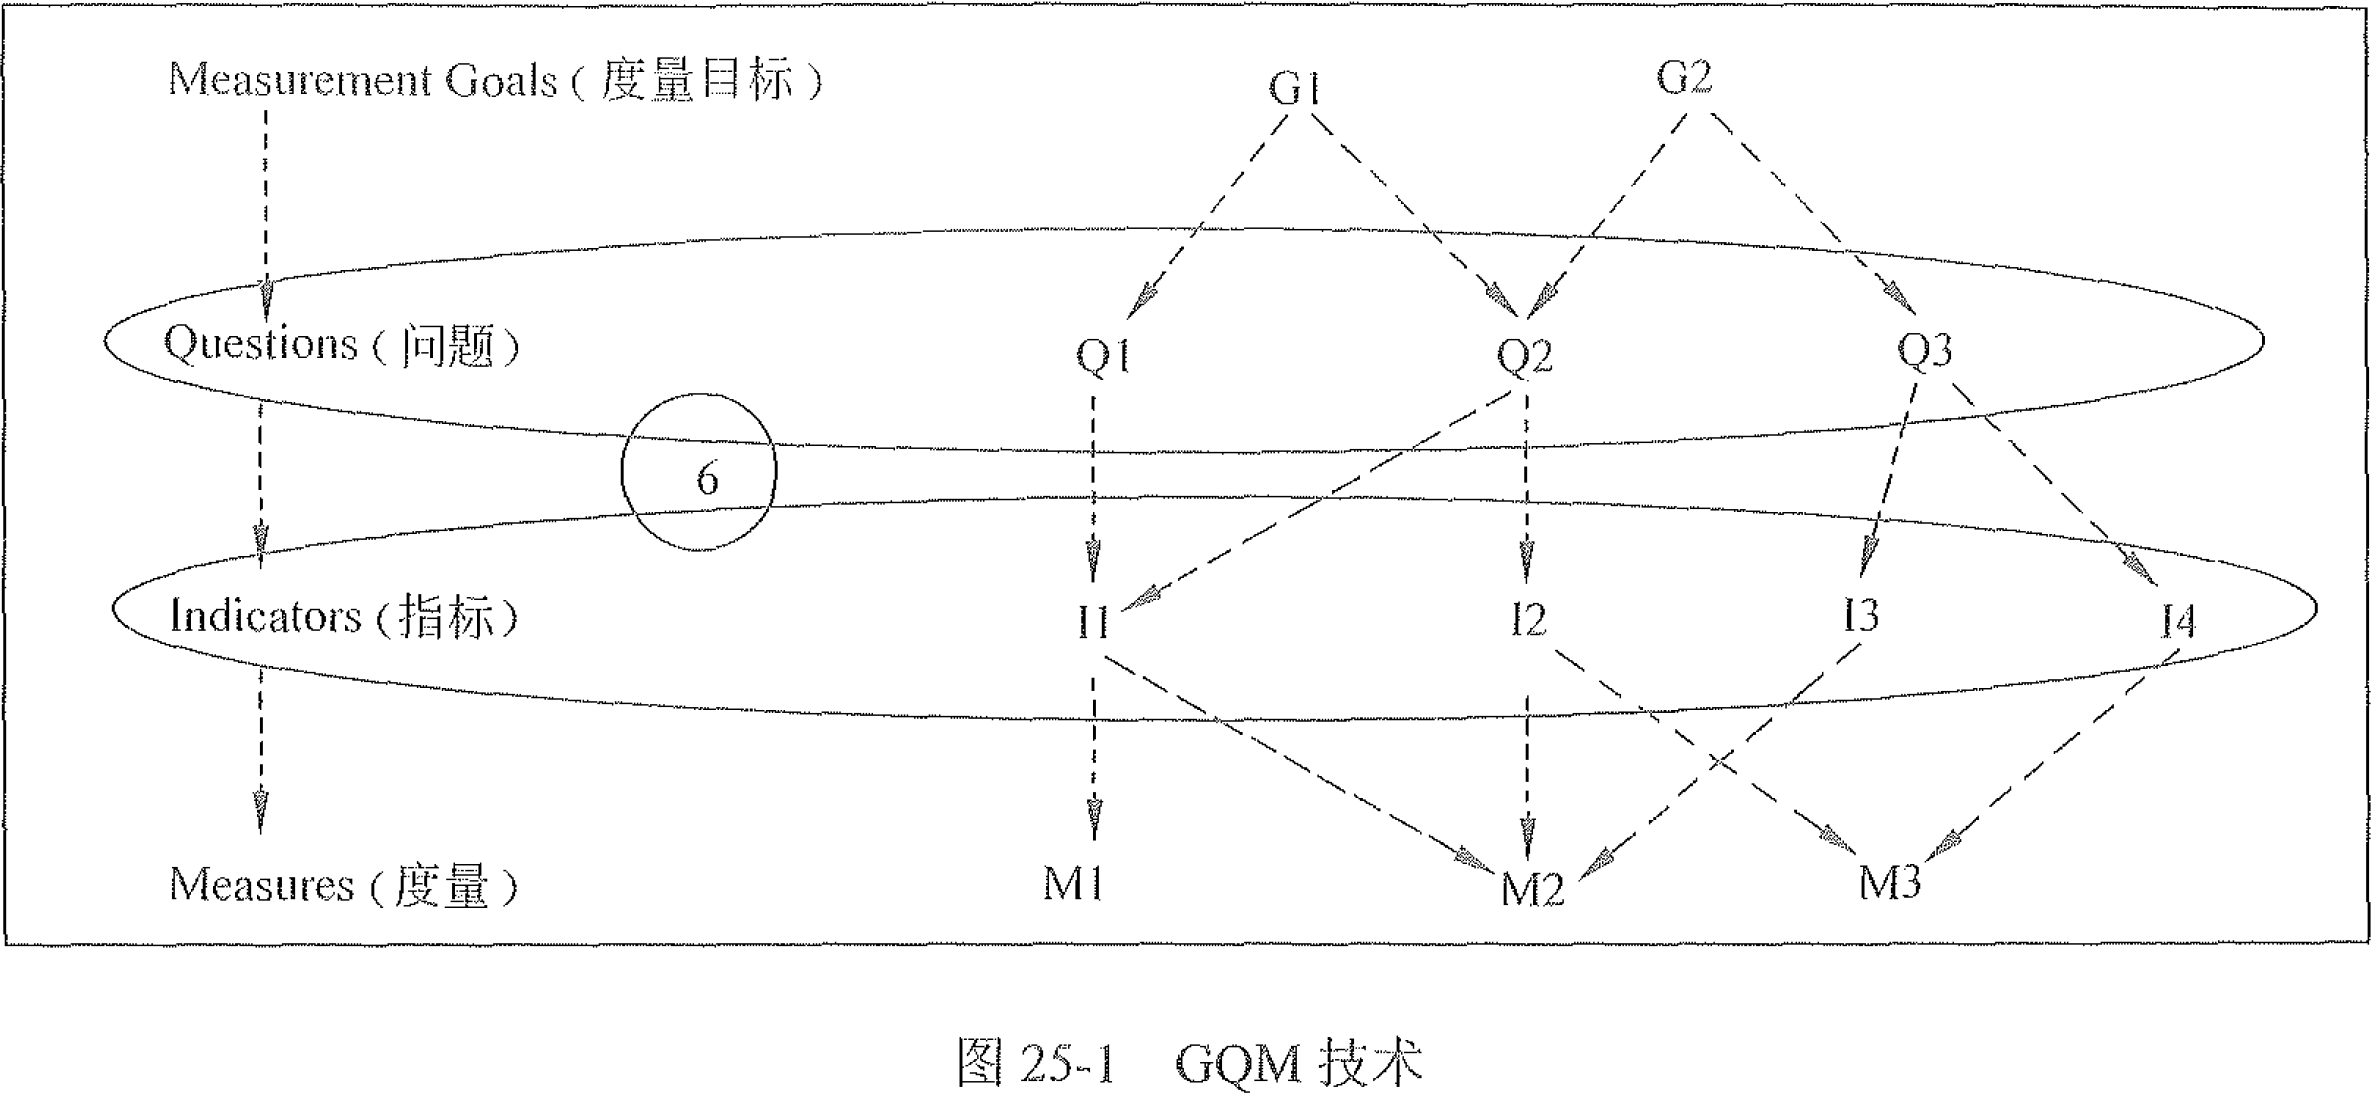 Measurement Goals（度量目标） G1 G2
Questions（问题） Q1 Q2 Q3
6
Indicators（指标） I1 I2 I3 I4
Measures（度量） M1 M2 M3
图 25-1 GQM 技术